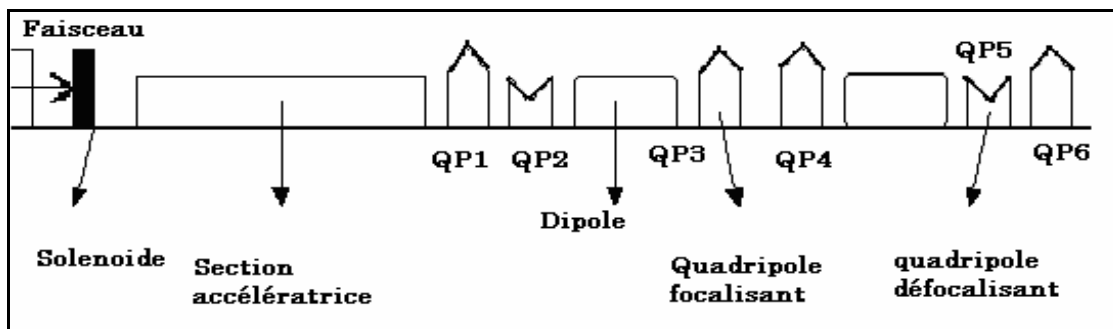 Faisceau
QP5
QP1
QP2
QP3
QP4
QP6
Dipole
Solenoide
Section
accélératrice
Quadripole
focalisant
quadripole
défocalisant